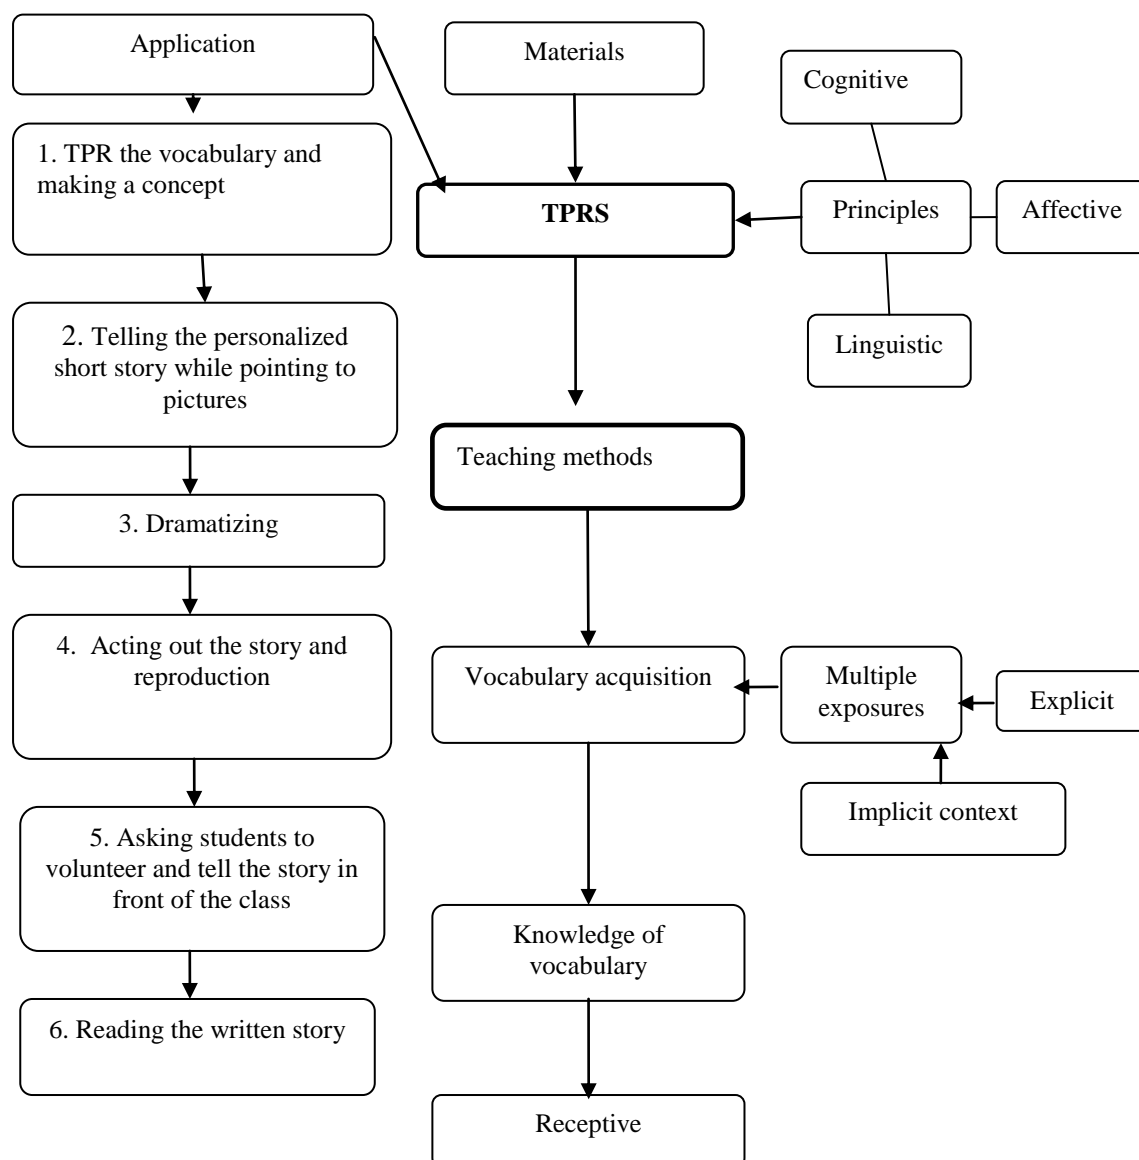 Application
Materials
Cognitive
1. TPR the vocabulary and
making a concept
TPRS
Principles
Affective
2. Telling the personalized
short story while pointing to
pictures
Linguistic
Teaching methods
3. Dramatizing
4. Acting out the story and
reproduction
Vocabulary acquisition
Multiple
exposures
Explicit
Implicit context
5. Asking students to
volunteer and tell the story in
front of the class
Knowledge of
vocabulary
6. Reading the written story
Receptive